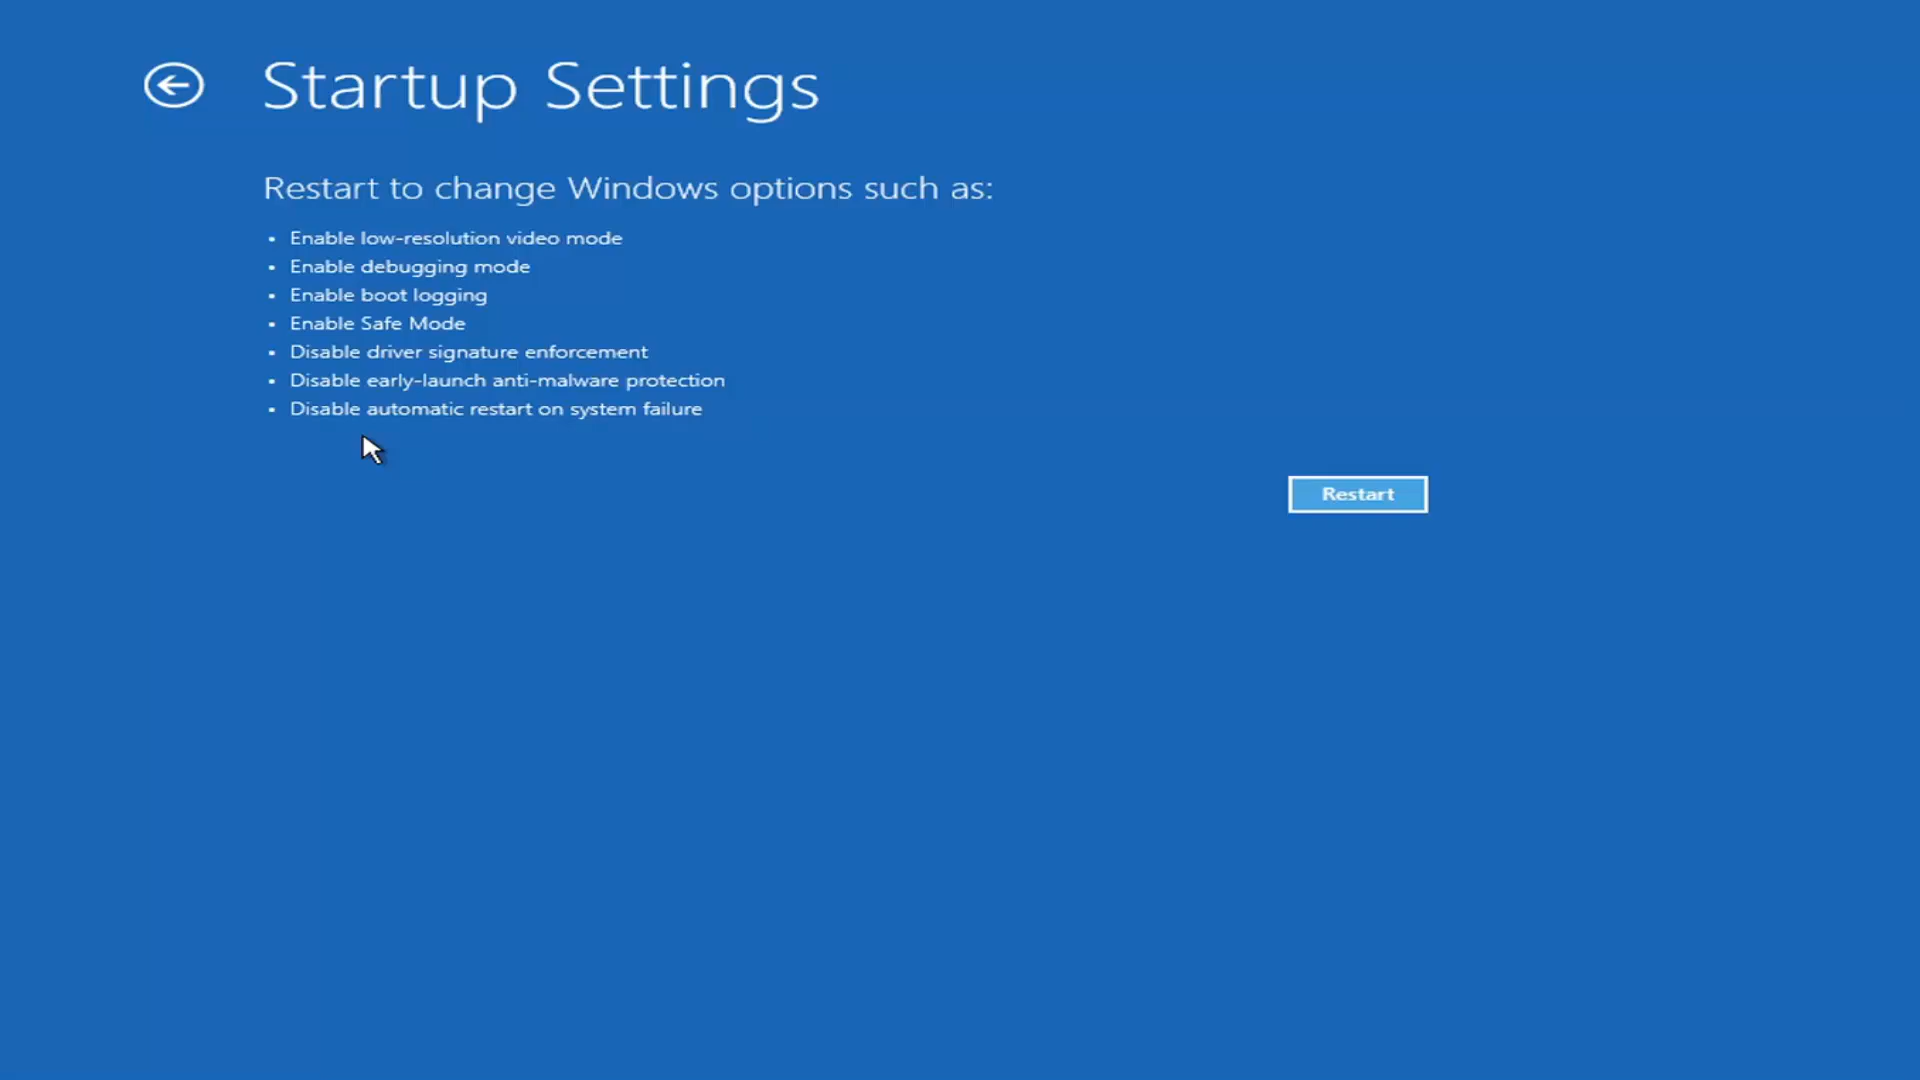 Startup Settings
Restart to change Windows options such as:
• Enable low-resolution video mode
• Enable debugging mode
• Enable boot logging
• Enable Safe Mode
• Disable driver signature enforcement
• Disable early-launch anti-malware protection
• Disable automatic restart on system failure
Restart